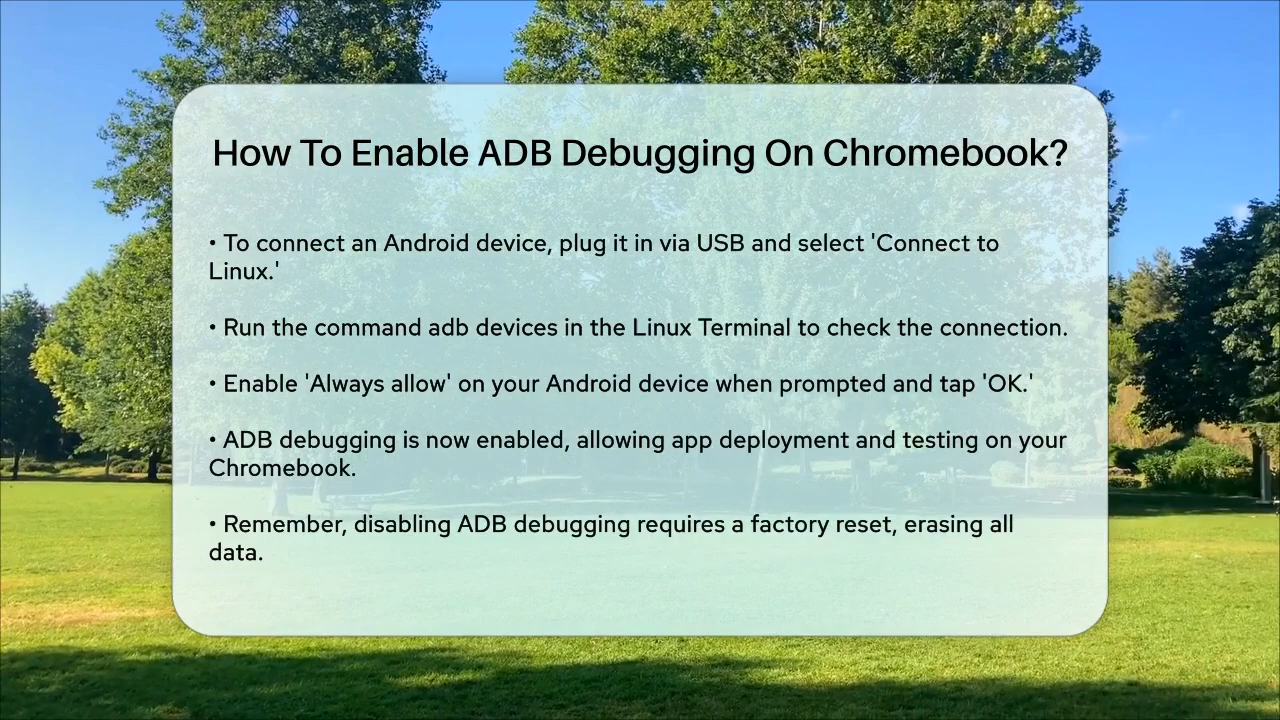 How To Enable ADB Debugging On Chromebook?
• To connect an Android device, plug it in via USB and select 'Connect to
Linux.'
• Run the command adb devices in the Linux Terminal to check the connection.
• Enable 'Always allow' on your Android device when prompted and tap 'OK.'
• ADB debugging is now enabled, allowing app deployment and testing on your
Chromebook.
• Remember, disabling ADB debugging requires a factory reset, erasing all
data.